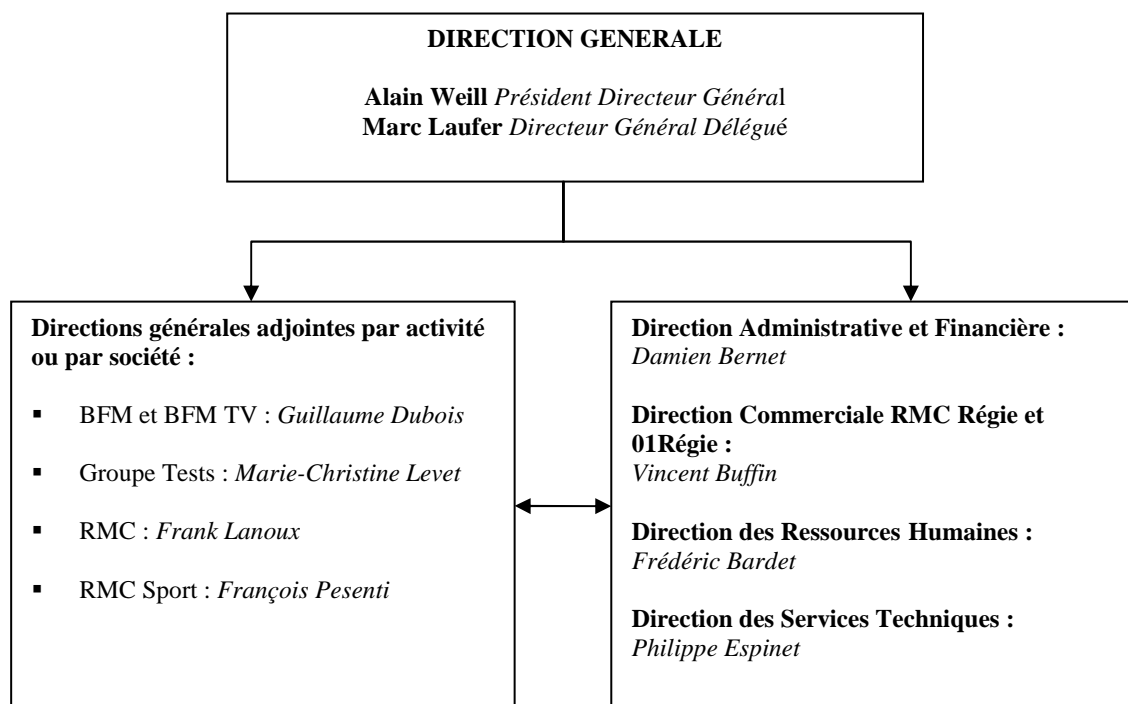 DIRECTION GENERALE
Alain Weill Président Directeur Général
Marc Laufer Directeur Général Délégué
Directions générales adjointes par activité
ou par société :
▪ BFM et BFM TV : Guillaume Dubois
▪ Groupe Tests : Marie-Christine Levet
▪ RMC : Frank Lanoux
▪ RMC Sport : François Pesenti
Direction Administrative et Financière :
Damien Bernet
Direction Commerciale RMC Régie et
01Régie :
Vincent Buffin
Direction des Ressources Humaines :
Frédéric Bardet
Direction des Services Techniques :
Philippe Espinet